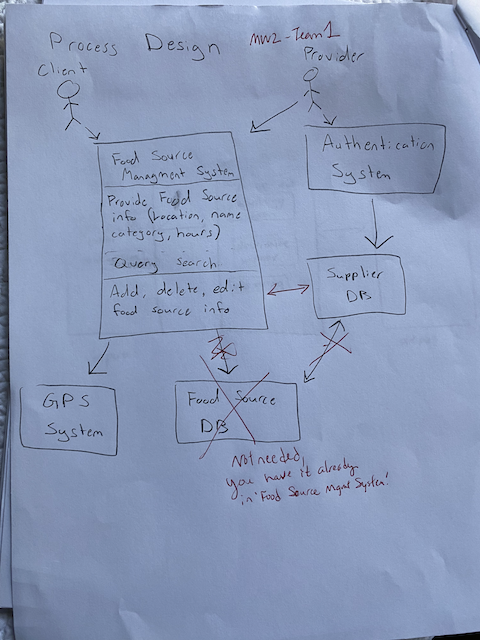 Process Design
MW2-Team1
Client
Provider
Food Source
Managment System
Provide Food Source
info (Location, name
category, hours)
Query Search
Add, delete, edit
food source info
Authentication
System
Supplier
DB
GPS
System
Food Source
DB
Not needed,
you have it already
in 'Food Source Mgmt System'.